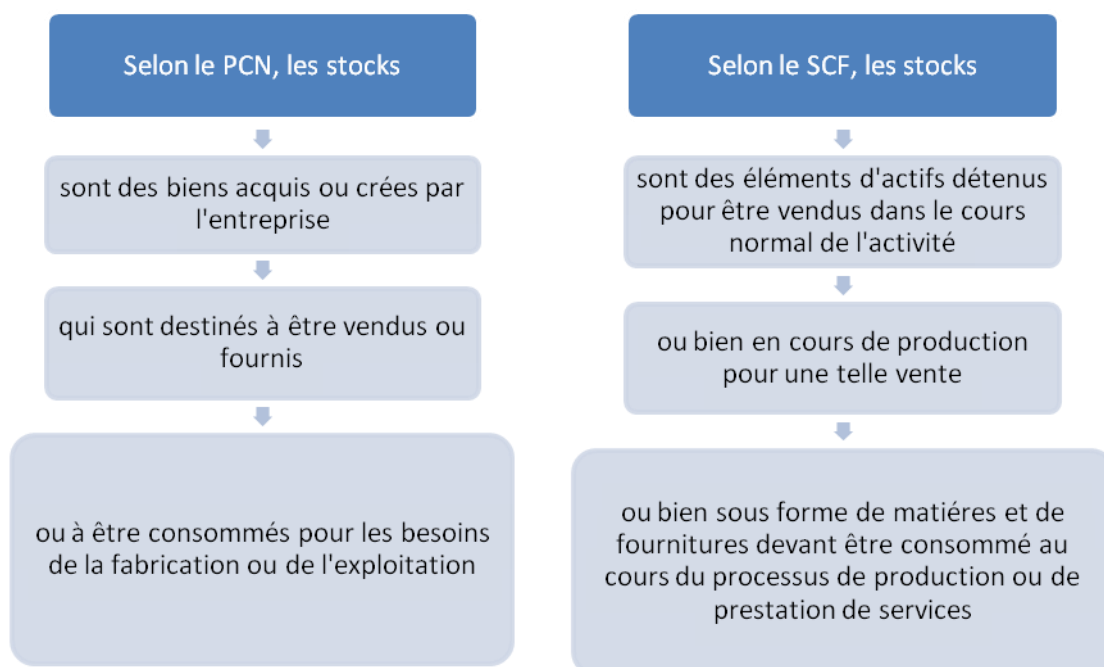 Selon le PCN, les stocks
sont des biens acquis ou crées par
l'entreprise
qui sont destinés à être vendus ou
fournis
ou à être consommés pour les besoins
de la fabrication ou de l'exploitation
Selon le SCF, les stocks
sont des éléments d'actifs détenus
pour être vendus dans le cours
normal de l'activité
ou bien en cours de production
pour une telle vente
ou bien sous forme de matiéres et de
fournitures devant être consommé au
cours du processus de production ou de
prestation de services